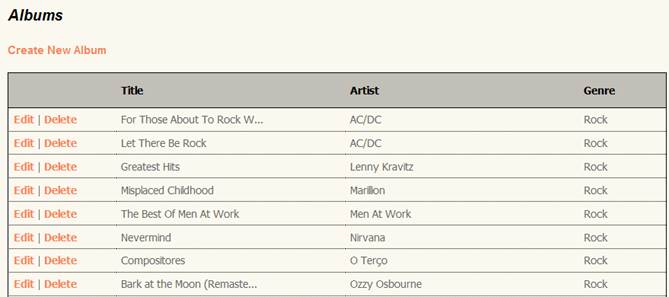 Albums
Create New Album
Title Artist Genre
Edit | Delete For Those About To Rock W... AC/DC Rock
Edit | Delete Let There Be Rock AC/DC Rock
Edit | Delete Greatest Hits Lenny Kravitz Rock
Edit | Delete Misplaced Childhood Marillion Rock
Edit | Delete The Best Of Men At Work Men At Work Rock
Edit | Delete Nevermind Nirvana Rock
Edit | Delete Compositores O Terço Rock
Edit | Delete Bark at the Moon (Remaste... Ozzy Osbourne Rock